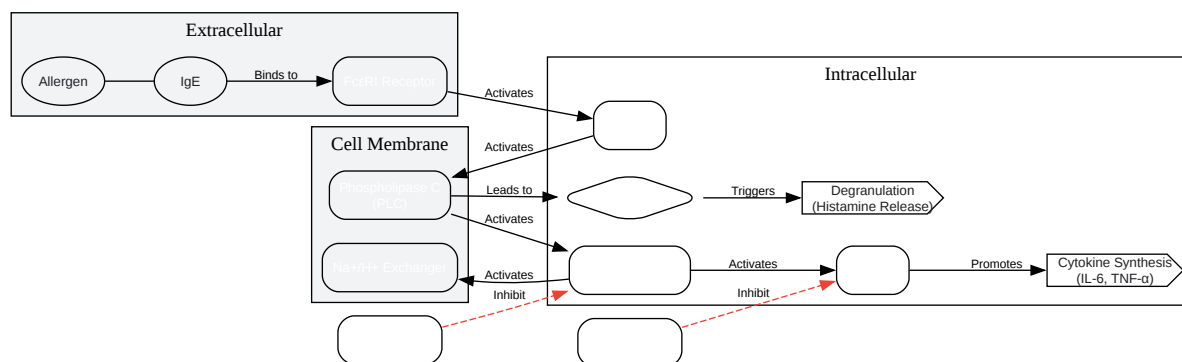 Extracellular
Allergen
IgE
Binds to
FcεRI Receptor
Activates
Intracellular
Cell Membrane
Activates
Phospholipase C
(PLC)
Leads to
Triggers
Degranulation
(Histamine Release)
Activates
Na+/H+ Exchanger
Activates
Activates
Promotes
Cytokine Synthesis
(IL-6, TNF-α)
Inhibit
Inhibit